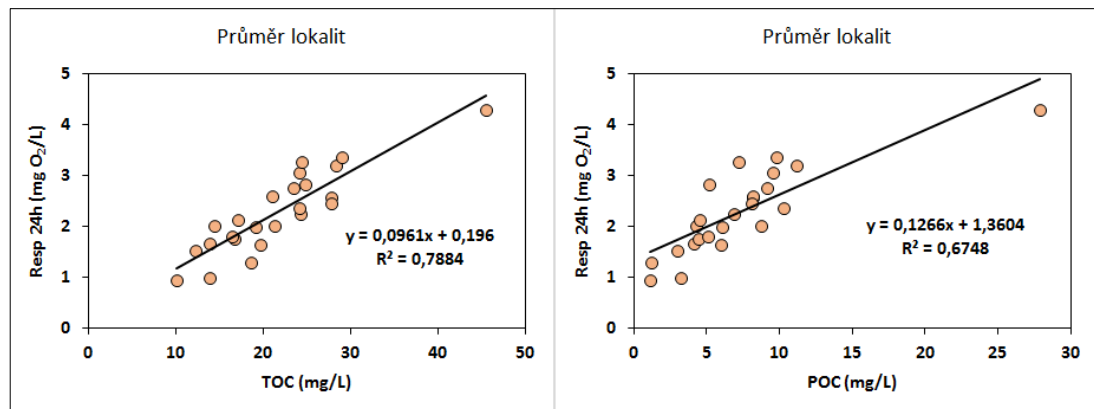 Průměr lokalit
5
4
3
2
1
0
Resp 24h (mg O₂/L)
y = 0,0961x + 0,196
R² = 0,7884
0 10 20 30 40 50
TOC (mg/L)
Průměr lokalit
5
4
3
2
1
0
Resp 24h (mg O₂/L)
y = 0,1266x + 1,3604
R² = 0,6748
0 5 10 15 20 25 30
POC (mg/L)